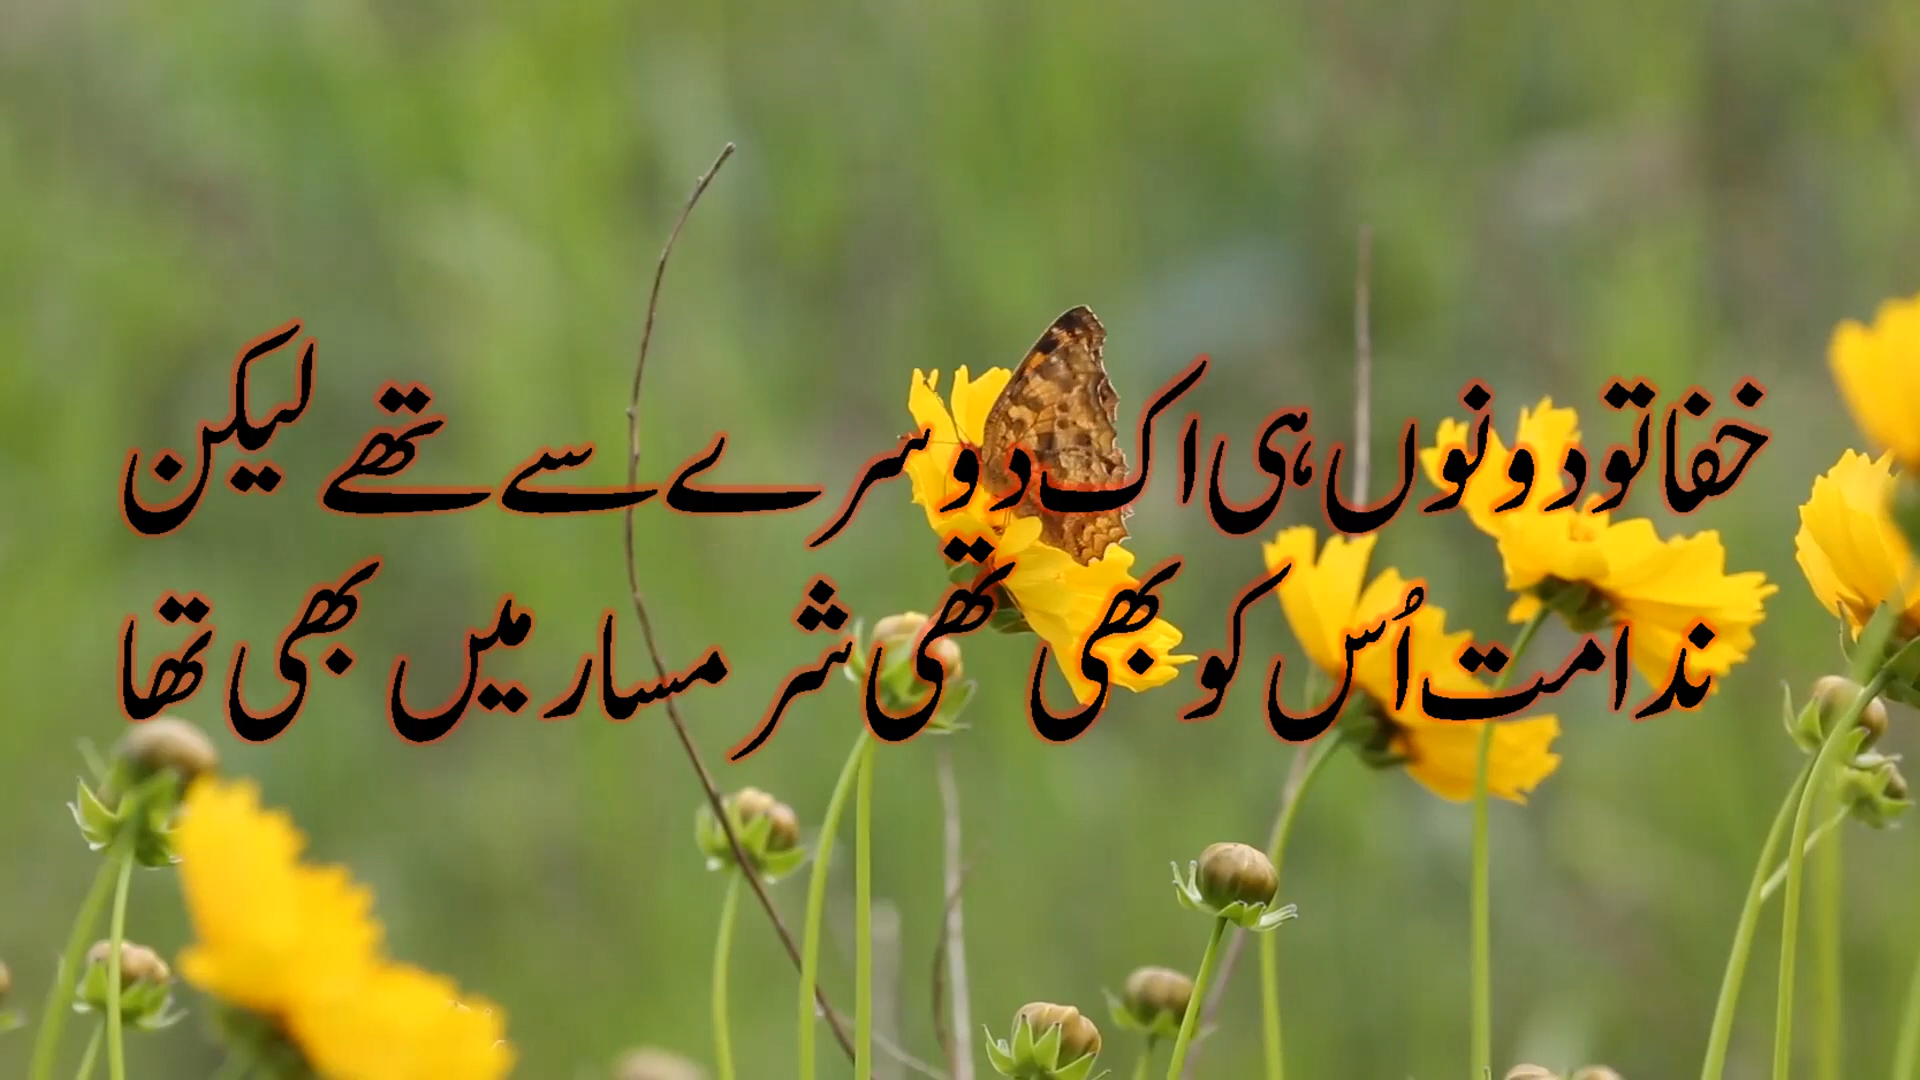 خفا تو دونوں ہی اک دوسرے سے تھے لیکن
ندامت اُس کو بھی تھی شرمسار میں بھی تھا